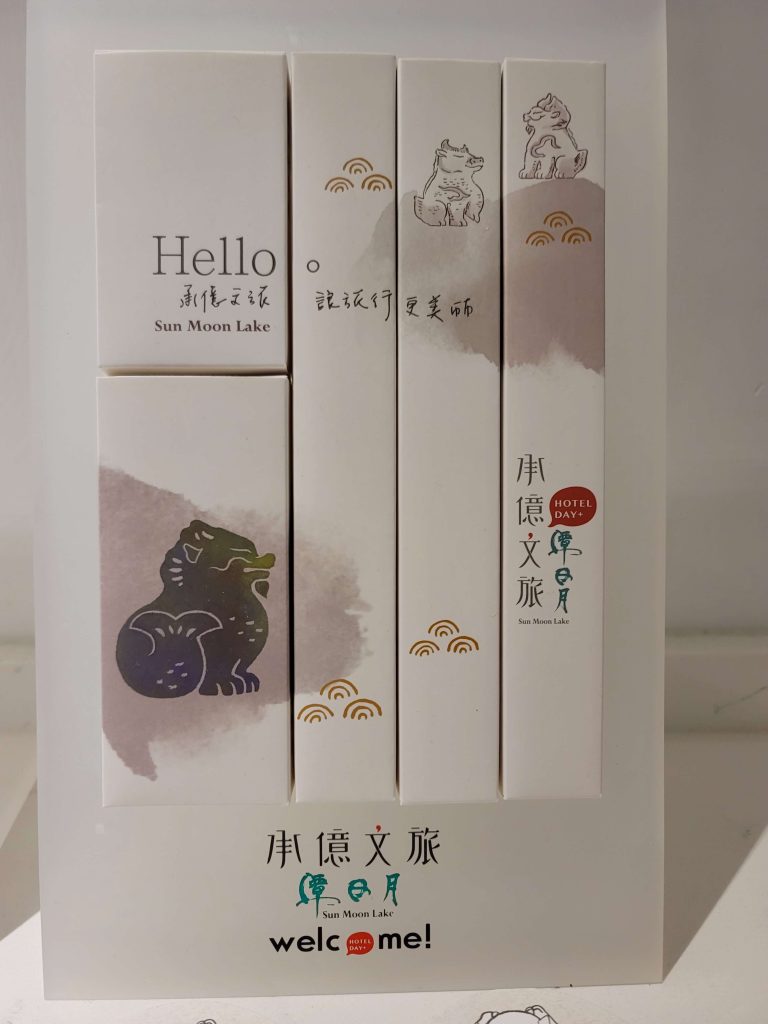 Hello。
承億文旅 讓旅行更美麗
Sun Moon Lake
承億文旅
HOTEL
DAY+
潭日月
Sun Moon Lake
承億文旅
潭日月
Sun Moon Lake
welcome!
HOTEL
DAY+